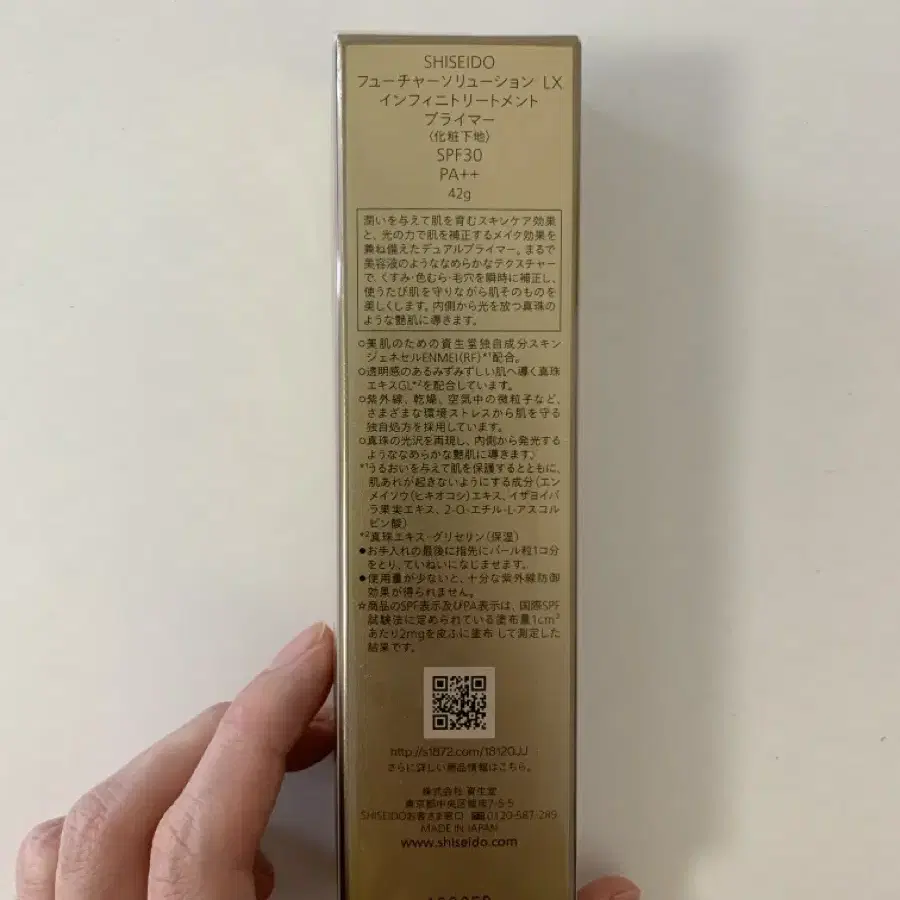 SHISEIDO
フューチャーソリューション LX
インフィニトリートメント
プライマー
〈化粧下地〉
SPF30
PA++
42g
潤いを与えて肌を育むスキンケア効果
と、光の力で肌を補正するメイク効果を
兼ね備えたデュアルプライマー。まるで
美容液のようななめらかなテクスチャー
で、くすみ・色むら・毛穴を瞬時に補正し、
使うたび肌を守りながら肌そのものを
美しくします。内側から光を放つ真珠の
ような艶肌に導きます。
○美肌のための資生堂独自成分スキン
ジェネセルENMEI(RF)*1配合。
○透明感のあるみずみずしい肌へ導く真珠
エキスGL*2を配合しています。
○紫外線、乾燥、空気中の微粒子など、
さまざまな環境ストレスから肌を守る
独自処方を採用しています。
○真珠の光沢を再現し、内側から発光する
ようななめらかな艶肌に導きます。
*1うるおいを与えて肌を保護するとともに、
肌あれが起きないようにする成分(エン
メイソウ(ヒキオコシ)エキス、イザヨイバ
ラ果実エキス、2-O-エチル-L-アスコル
ビン酸)
*2真珠エキス・グリセリン(保湿)
●お手入れの最後に指先にパール粒1コ分
をとり、ていねいになじませます。
●使用量が少ないと、十分な紫外線防御
効果が得られません。
☆商品のSPF表示及びPA表示は、国際SPF
試験法に定められている塗布量1cm²
あたり2mgを皮ふに塗布して測定した
結果です。
http://s1872.com/18120JJ
さらに詳しい商品情報はこちら。
株式会社 資生堂
東京都中央区銀座7-5-5
SHISEIDOお客さま窓口 0120-587-289
MADE IN JAPAN
www.shiseido.com